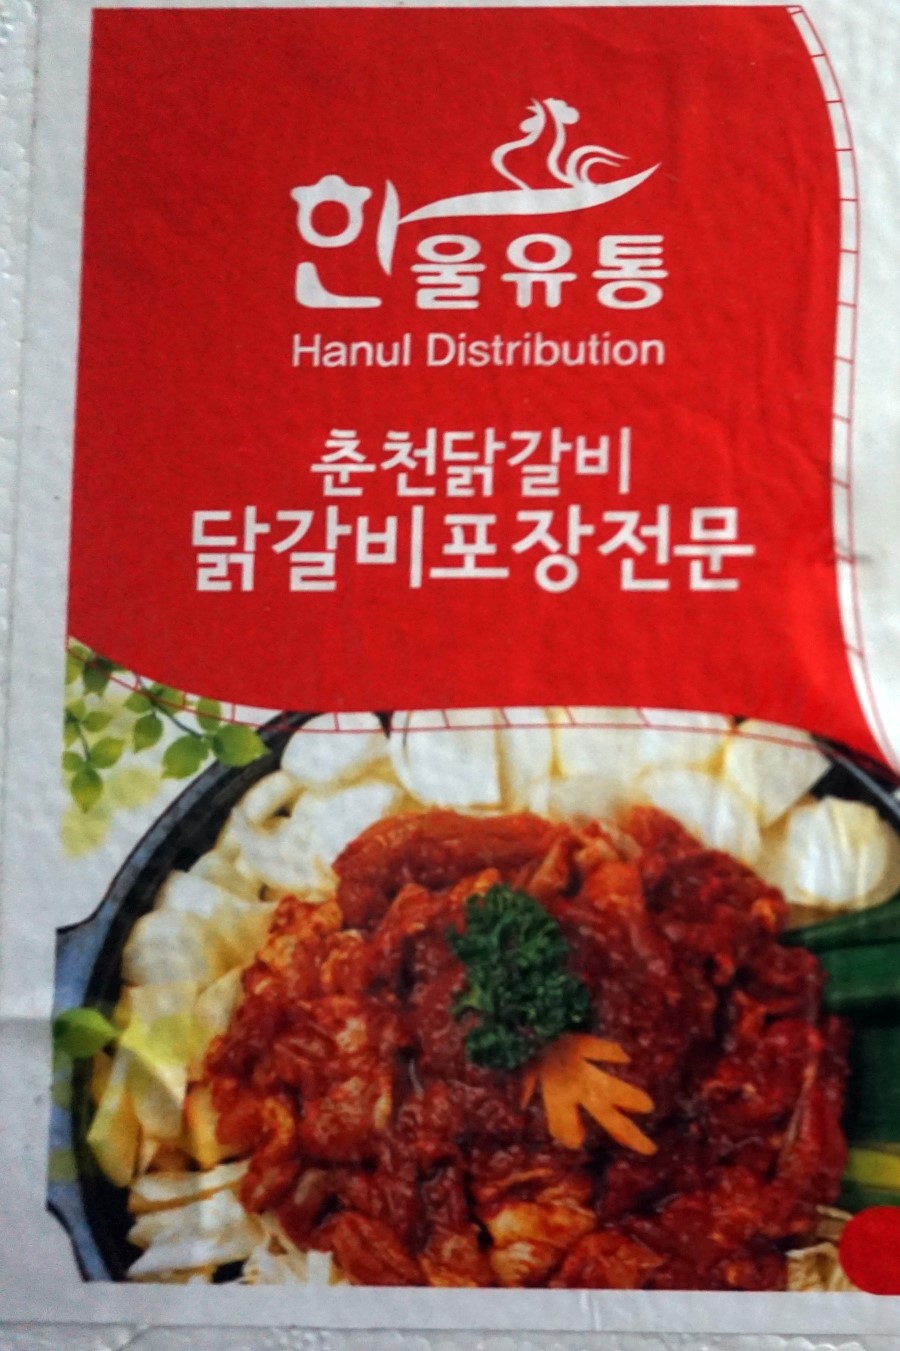 한울유통
Hanul Distribution
춘천닭갈비
닭갈비포장전문